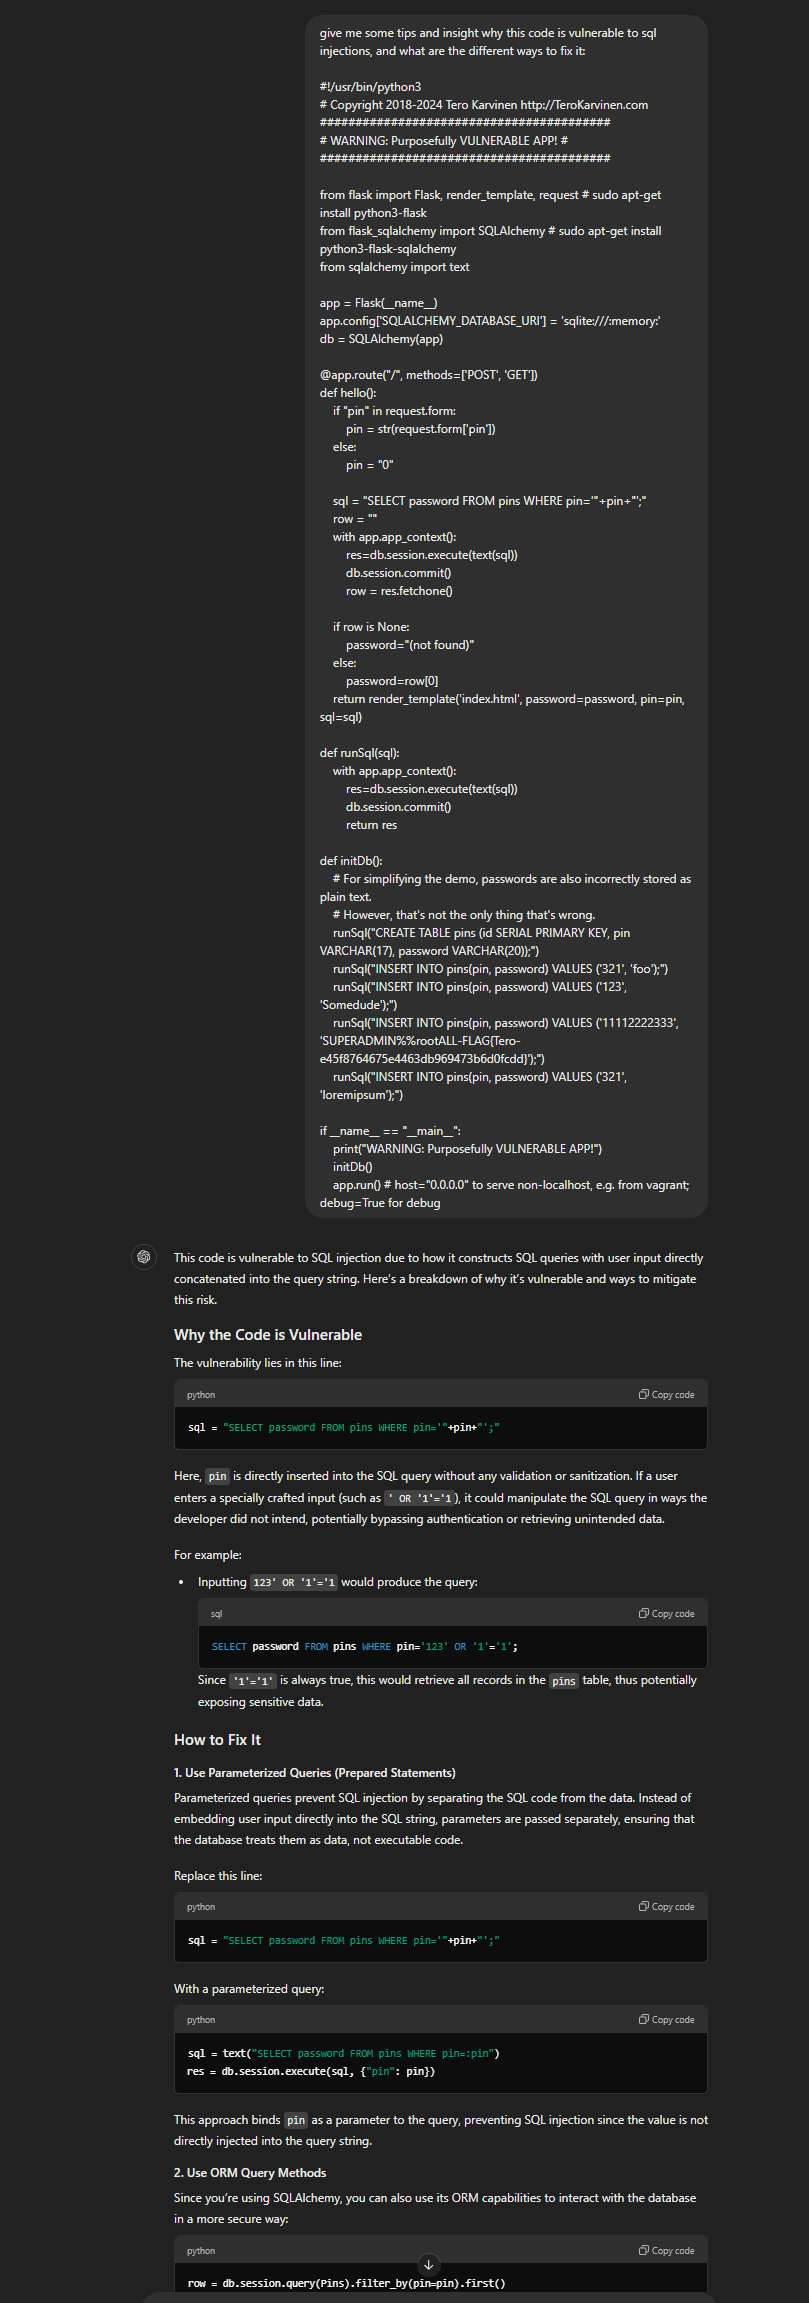 give me some tips and insight why this code is vulnerable to sql
injections, and what are the different ways to fix it:
#!/usr/bin/python3
# Copyright 2018-2024 Tero Karvinen http://TeroKarvinen.com
#########################################
# WARNING: Purposefully VULNERABLE APP! #
#########################################
from flask import Flask, render_template, request # sudo apt-get
install python3-flask
from flask_sqlalchemy import SQLAlchemy # sudo apt-get install
python3-flask-sqlalchemy
from sqlalchemy import text
app = Flask(__name__)
app.config['SQLALCHEMY_DATABASE_URI'] = 'sqlite:///:memory:'
db = SQLAlchemy(app)
@app.route("/", methods=['POST', 'GET'])
def hello():
if "pin" in request.form:
pin = str(request.form['pin'])
else:
pin = "0"
sql = "SELECT password FROM pins WHERE pin='"+pin+"';"
row = ""
with app.app_context():
res=db.session.execute(text(sql))
db.session.commit()
row = res.fetchone()
if row is None:
password="(not found)"
else:
password=row[0]
return render_template('index.html', password=password, pin=pin,
sql=sql)
def runSql(sql):
with app.app_context():
res=db.session.execute(text(sql))
db.session.commit()
return res
def initDb():
# For simplifying the demo, passwords are also incorrectly stored as
plain text.
# However, that's not the only thing that's wrong.
runSql("CREATE TABLE pins (id SERIAL PRIMARY KEY, pin
VARCHAR(17), password VARCHAR(20));")
runSql("INSERT INTO pins(pin, password) VALUES ('321', 'foo');")
runSql("INSERT INTO pins(pin, password) VALUES ('123',
'Somedude');")
runSql("INSERT INTO pins(pin, password) VALUES ('11112222333',
'SUPERADMIN%%rootALL-FLAG{Tero-
e45f8764675e4463db969473b6d0fcdd}');")
runSql("INSERT INTO pins(pin, password) VALUES ('321',
'loremipsum');")
if __name__ == "__main__":
print("WARNING: Purposefully VULNERABLE APP!")
initDb()
app.run() # host="0.0.0.0" to serve non-localhost, e.g. from vagrant;
debug=True for debug
This code is vulnerable to SQL injection due to how it constructs SQL queries with user input directly
concatenated into the query string. Here's a breakdown of why it's vulnerable and ways to mitigate
this risk.
Why the Code is Vulnerable
The vulnerability lies in this line:
python Copy code
sql = "SELECT password FROM pins WHERE pin='"+pin+"';"
Here, pin is directly inserted into the SQL query without any validation or sanitization. If a user
enters a specially crafted input (such as ' OR '1'='1 ), it could manipulate the SQL query in ways the
developer did not intend, potentially bypassing authentication or retrieving unintended data.
For example:
• Inputting 123' OR '1'='1 would produce the query:
sql Copy code
SELECT password FROM pins WHERE pin='123' OR '1'='1';
Since '1'='1' is always true, this would retrieve all records in the pins table, thus potentially
exposing sensitive data.
How to Fix It
1. Use Parameterized Queries (Prepared Statements)
Parameterized queries prevent SQL injection by separating the SQL code from the data. Instead of
embedding user input directly into the SQL string, parameters are passed separately, ensuring that
the database treats them as data, not executable code.
Replace this line:
python Copy code
sql = "SELECT password FROM pins WHERE pin='"+pin+"';"
With a parameterized query:
python Copy code
sql = text("SELECT password FROM pins WHERE pin=:pin")
res = db.session.execute(sql, {"pin": pin})
This approach binds pin as a parameter to the query, preventing SQL injection since the value is not
directly injected into the query string.
2. Use ORM Query Methods
Since you're using SQLAlchemy, you can also use its ORM capabilities to interact with the database
in a more secure way:
python Copy code
row = db.session.query(Pins).filter_by(pin=pin).first()